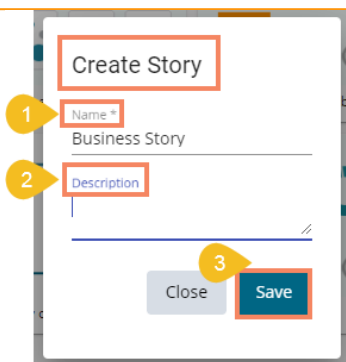 Create Story
1
Name *
Business Story
2
Description
3
Close
Save